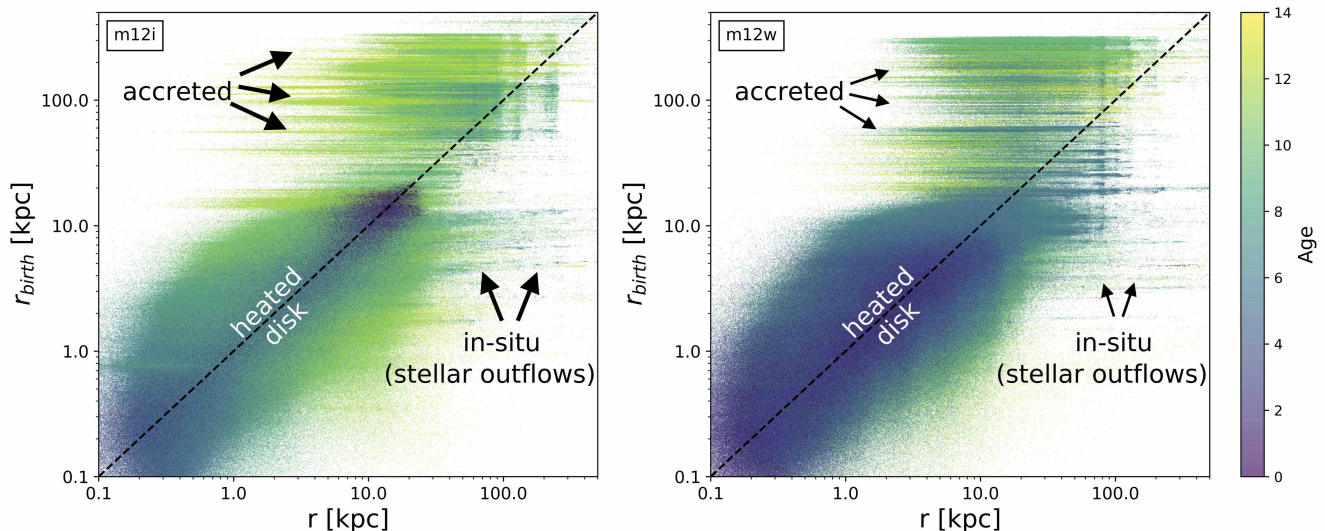 m12i
accreted
heated
disk
in-situ
(stellar outflows)
100.0
10.0
1.0
0.1
r_birth [kpc]
0.1
1.0
10.0
100.0
r [kpc]
m12w
accreted
heated
disk
in-situ
(stellar outflows)
100.0
10.0
1.0
0.1
r_birth [kpc]
0.1
1.0
10.0
100.0
r [kpc]
14
12
10
8
6
4
2
0
Age